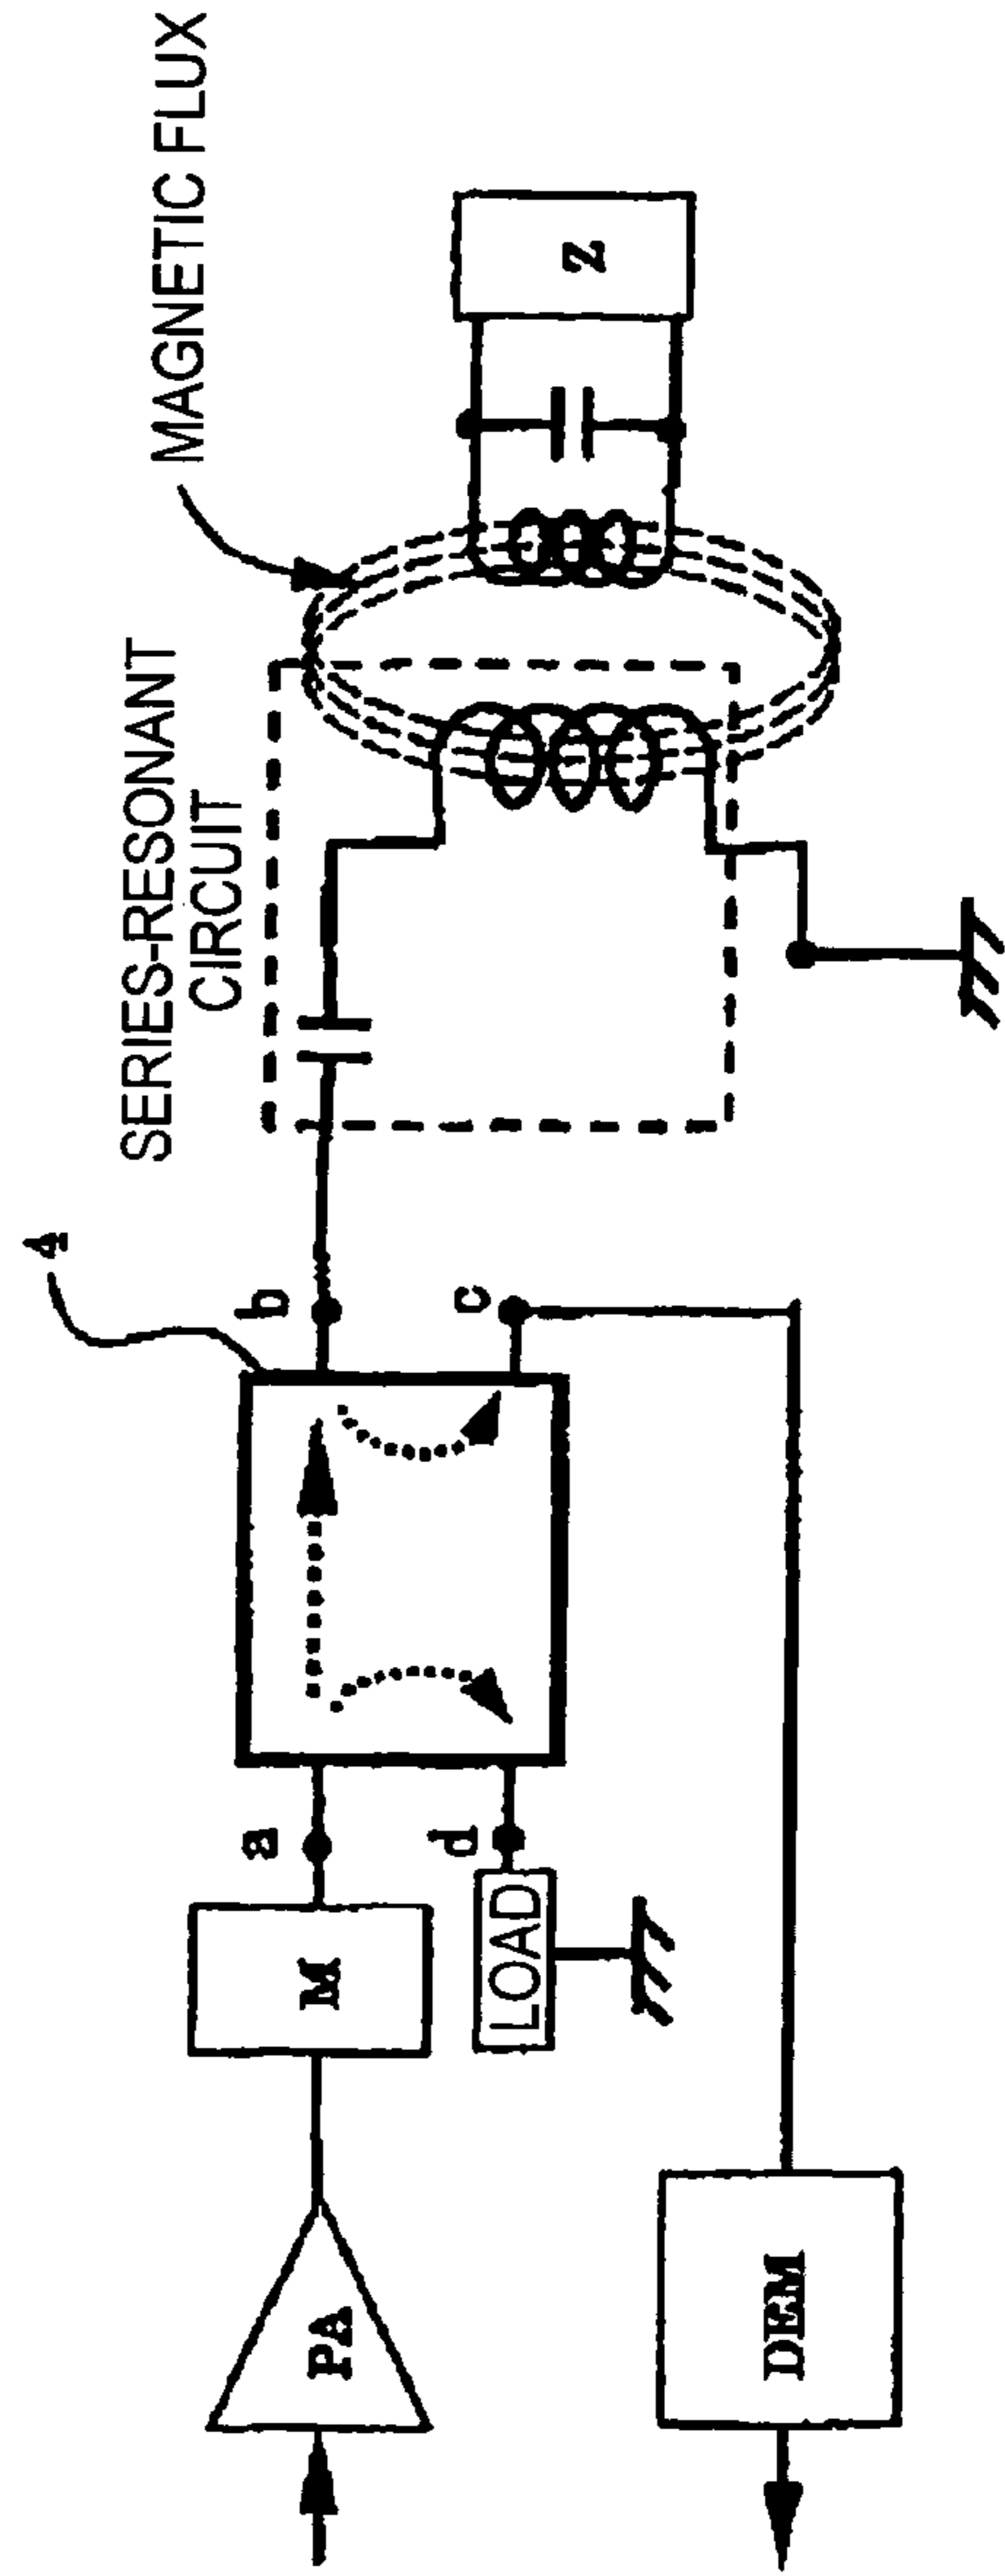 MAGNETIC FLUX
SERIES-RESONANT
CIRCUIT
4
b
c
a
d
Z
M
LOAD
PA
DEM